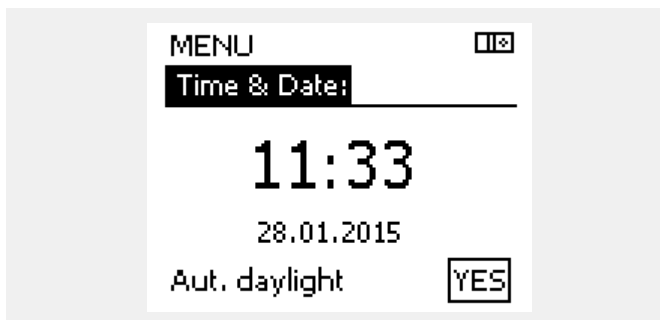 MENU
Time & Date:
11:33
28.01.2015
Aut. daylight YES